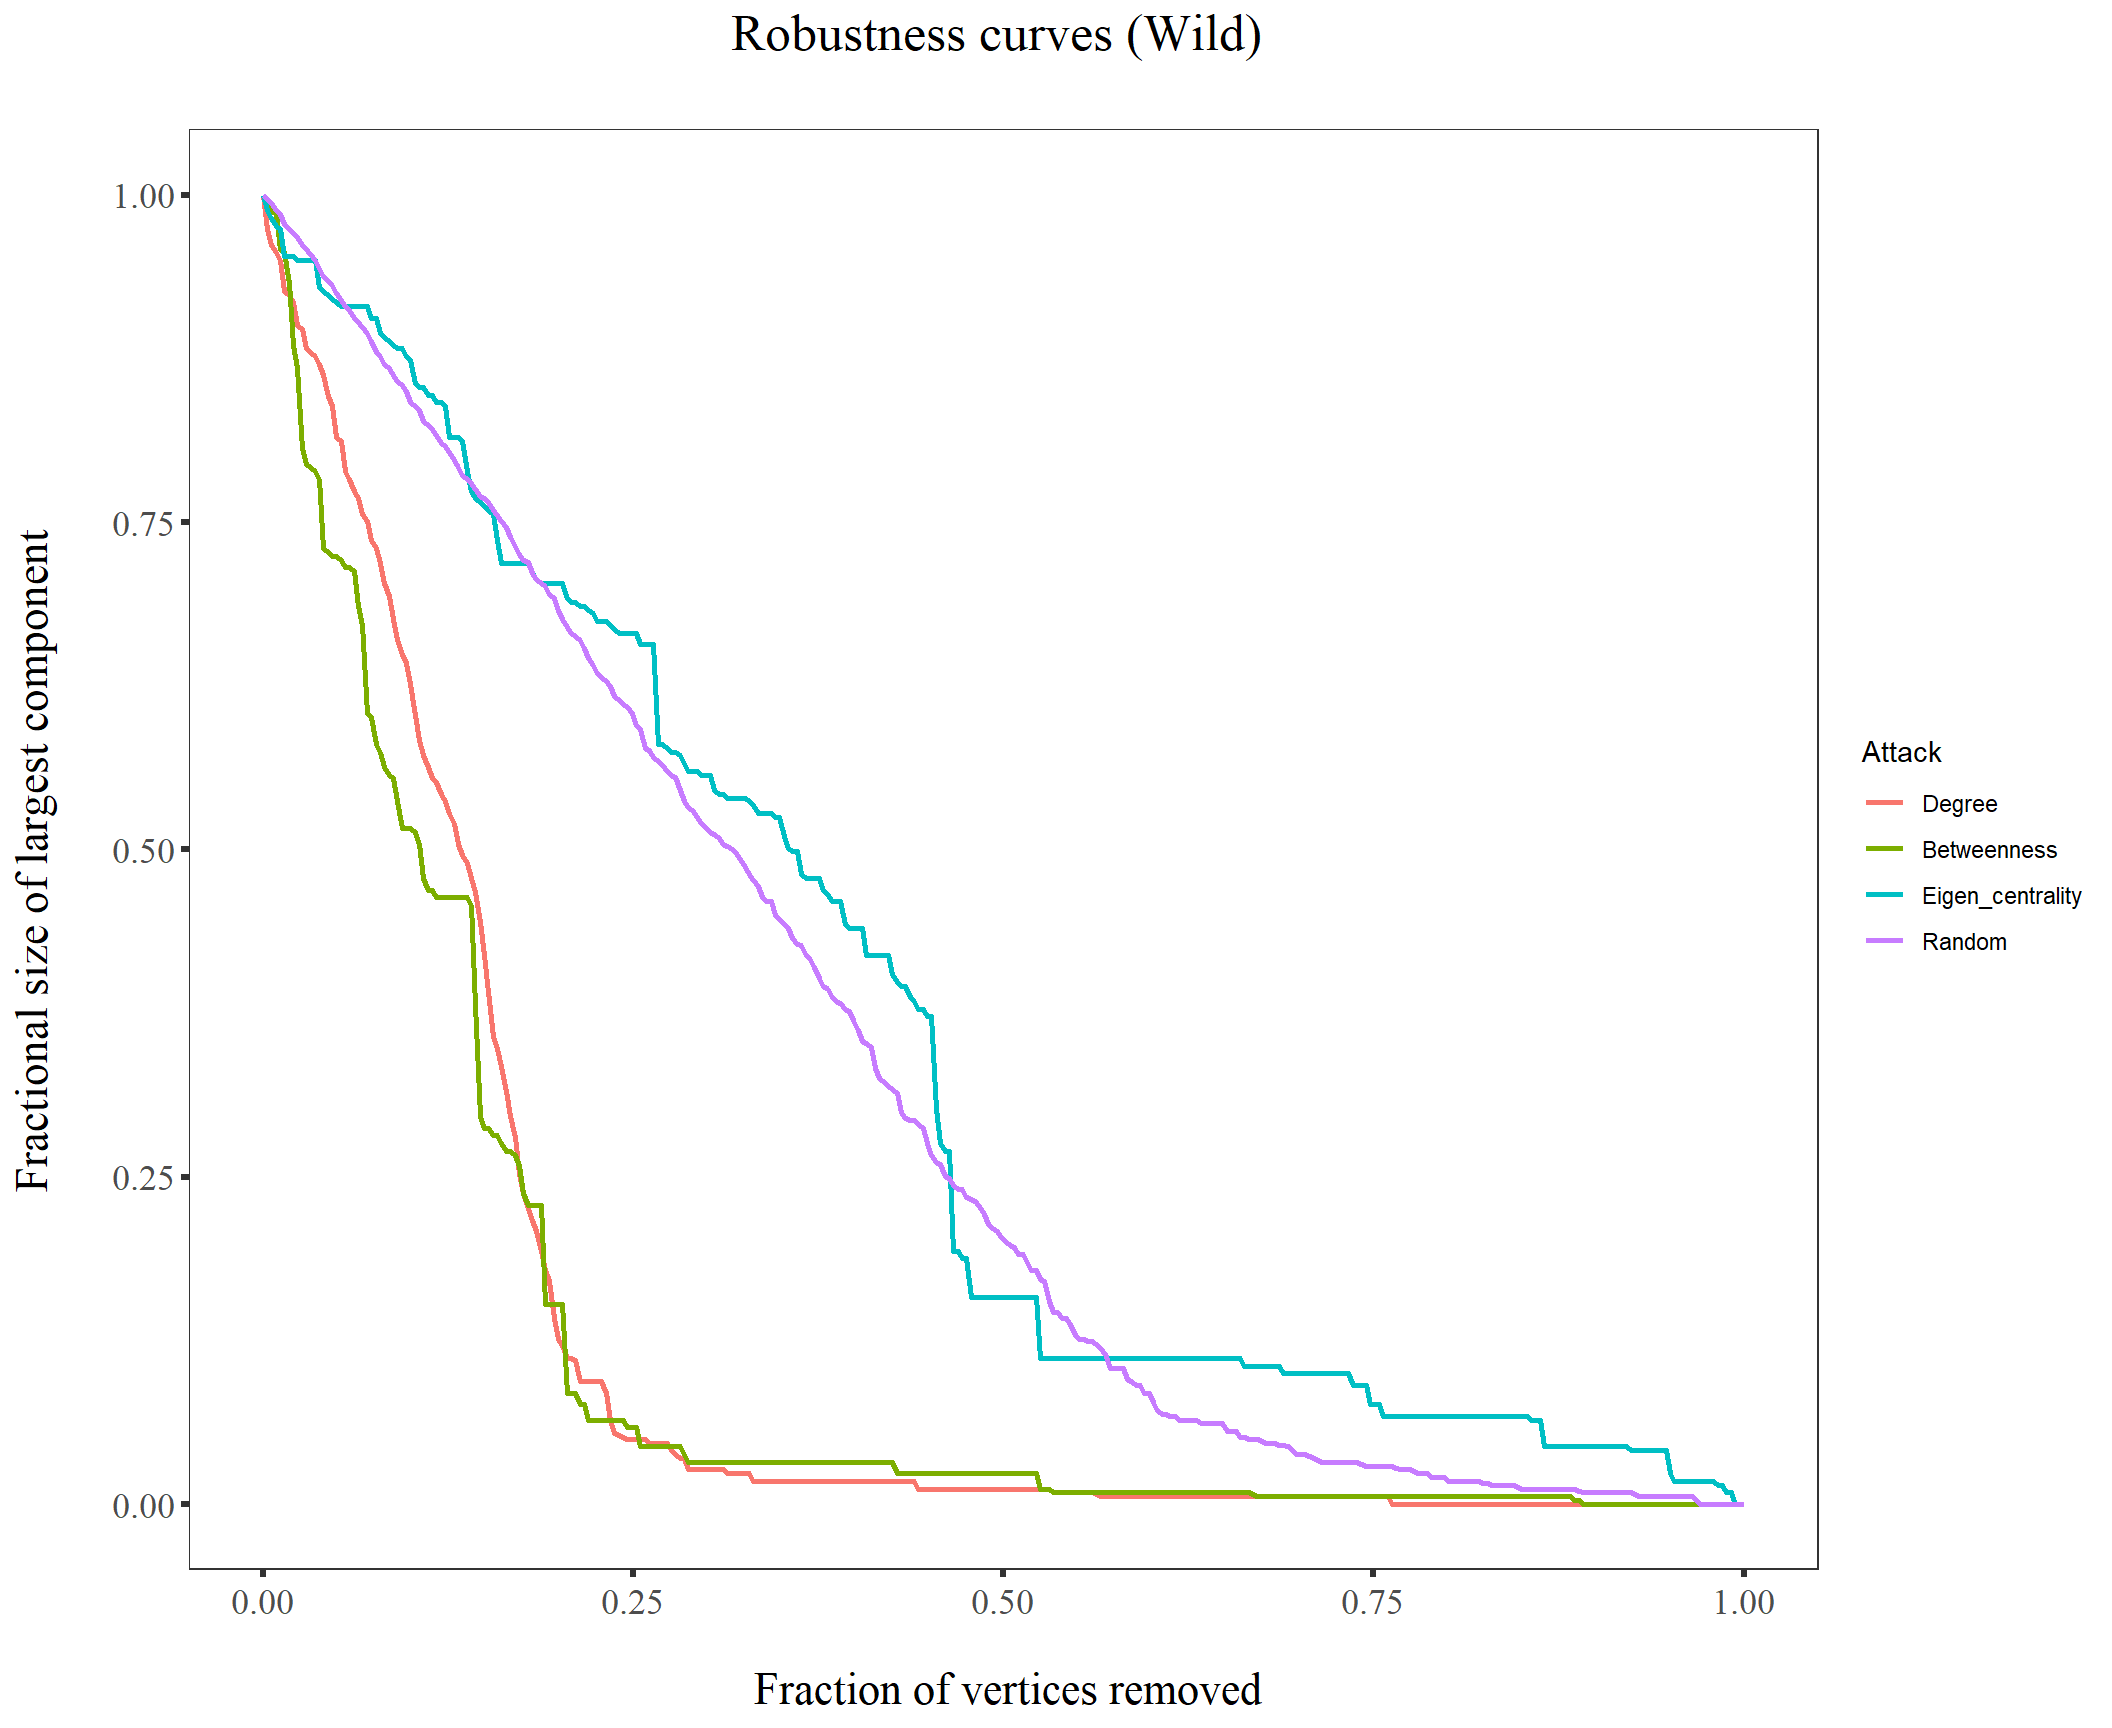 Robustness curves (Wild)
Fractional size of largest component
1.00
0.75
0.50
0.25
0.00
0.00 0.25 0.50 0.75 1.00
Fraction of vertices removed
Attack
Degree
Betweenness
Eigen_centrality
Random